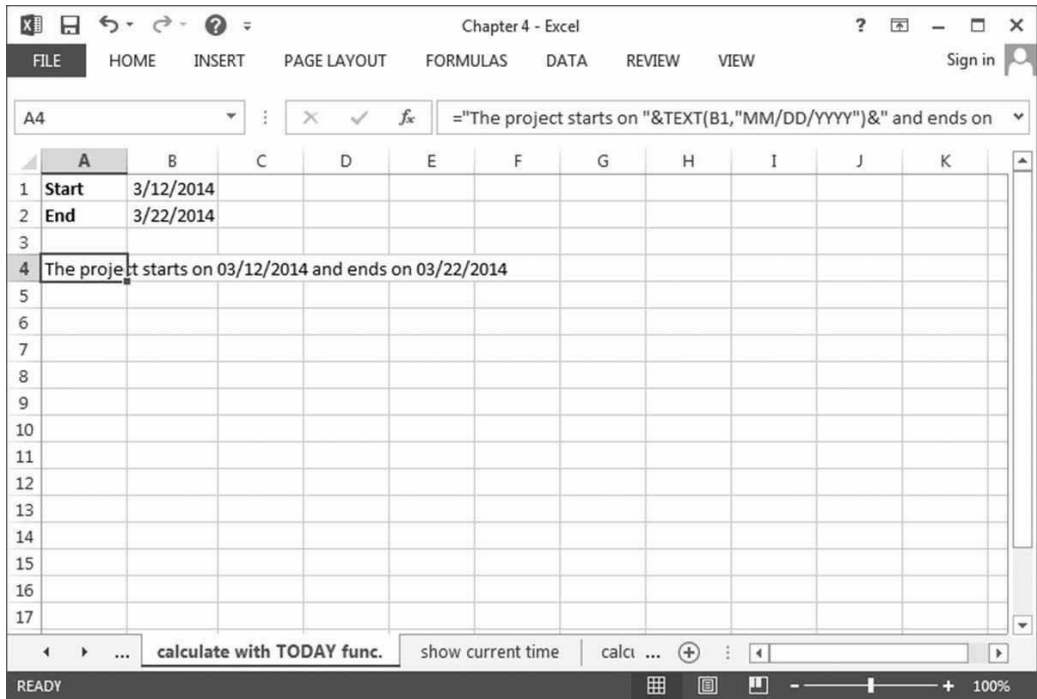 Chapter 4 - Excel
FILE HOME INSERT PAGE LAYOUT FORMULAS DATA REVIEW VIEW Sign in
A4 fx ="The project starts on "&TEXT(B1,"MM/DD/YYYY")&" and ends on
A B C D E F G H I J K
1 Start 3/12/2014
2 End 3/22/2014
3
4 The project starts on 03/12/2014 and ends on 03/22/2014
5
6
7
8
9
10
11
12
13
14
15
16
17
... calculate with TODAY func. show current time calcu ...
READY 100%